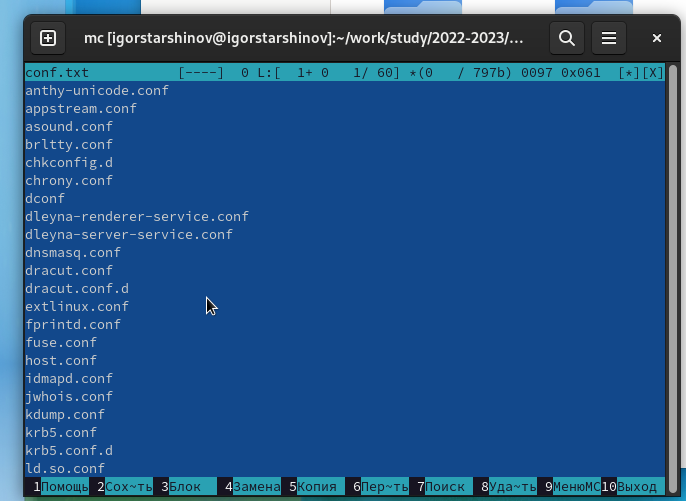 mc [igorstarshinov@igorstarshinov]:~/work/study/2022-2023/...
conf.txt [----] 0 L:[ 1+ 0 1/ 60] *(0 / 797b) 0097 0x061 [*][X]
anthy-unicode.conf
appstream.conf
asound.conf
brltty.conf
chkconfig.d
chrony.conf
dconf
dleyna-renderer-service.conf
dleyna-server-service.conf
dnsmasq.conf
dracut.conf
dracut.conf.d
extlinux.conf
fprintd.conf
fuse.conf
host.conf
idmapd.conf
jwhois.conf
kdump.conf
krb5.conf
krb5.conf.d
ld.so.conf
1Помощь 2Сох~ть 3Блок 4Замена 5Копия 6Пер~ть 7Поиск 8Уда~ть 9МенюМС10Выход